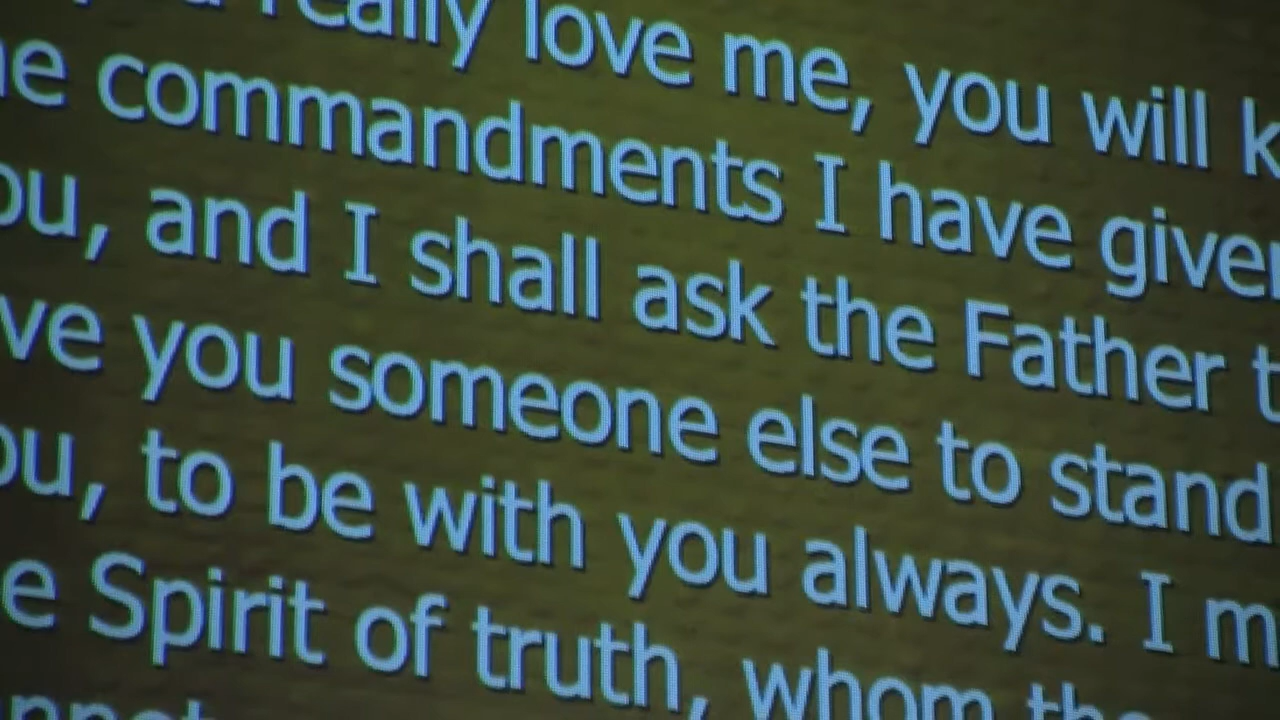 really love me, you will
commandments I have given
and I shall ask the Father
you someone else to stand
to be with you always. I
Spirit of truth, whom